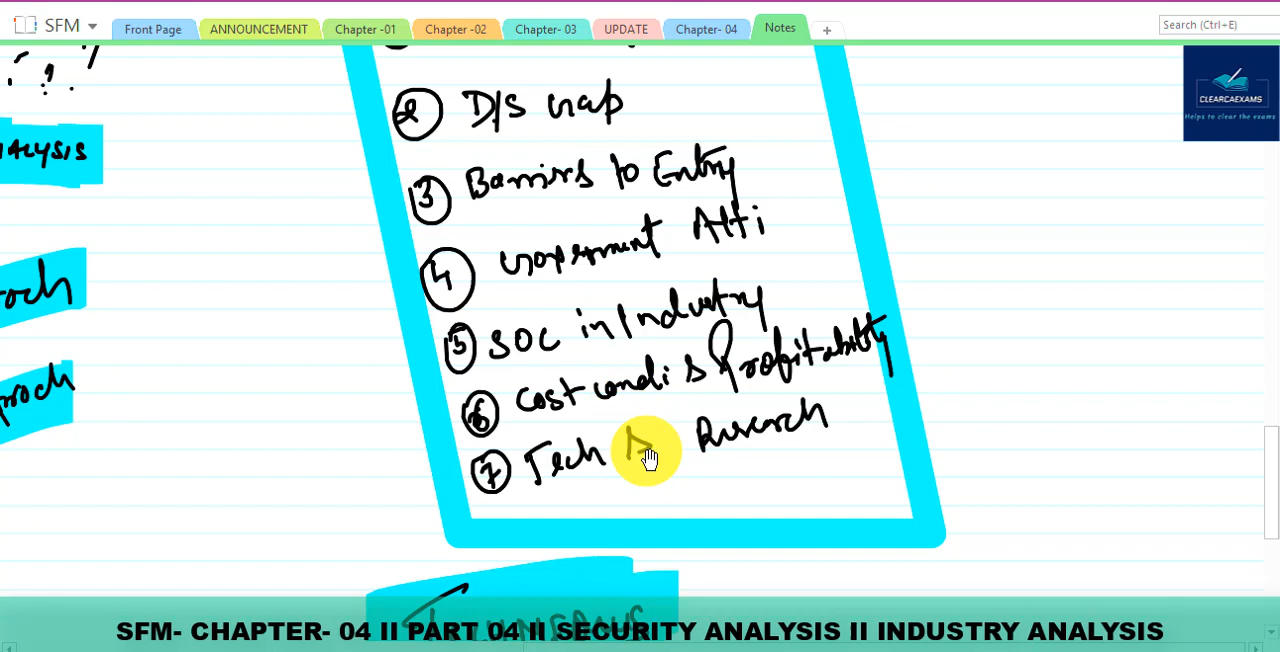 SFM
Front Page
ANNOUNCEMENT
Chapter -01
Chapter -02
Chapter- 03
UPDATE
Chapter- 04
Notes
Search (Ctrl+E)
CLEARCAEXAMS
Helps to clear the exams
2 D/S Gap
3 Barriers to Entry
4 Government Atti
5 SOC in Industry
6 Cost condi & Profitability
7 Tech & Research
ALYSIS
roch
SFM- CHAPTER- 04 II PART 04 II SECURITY ANALYSIS II INDUSTRY ANALYSIS